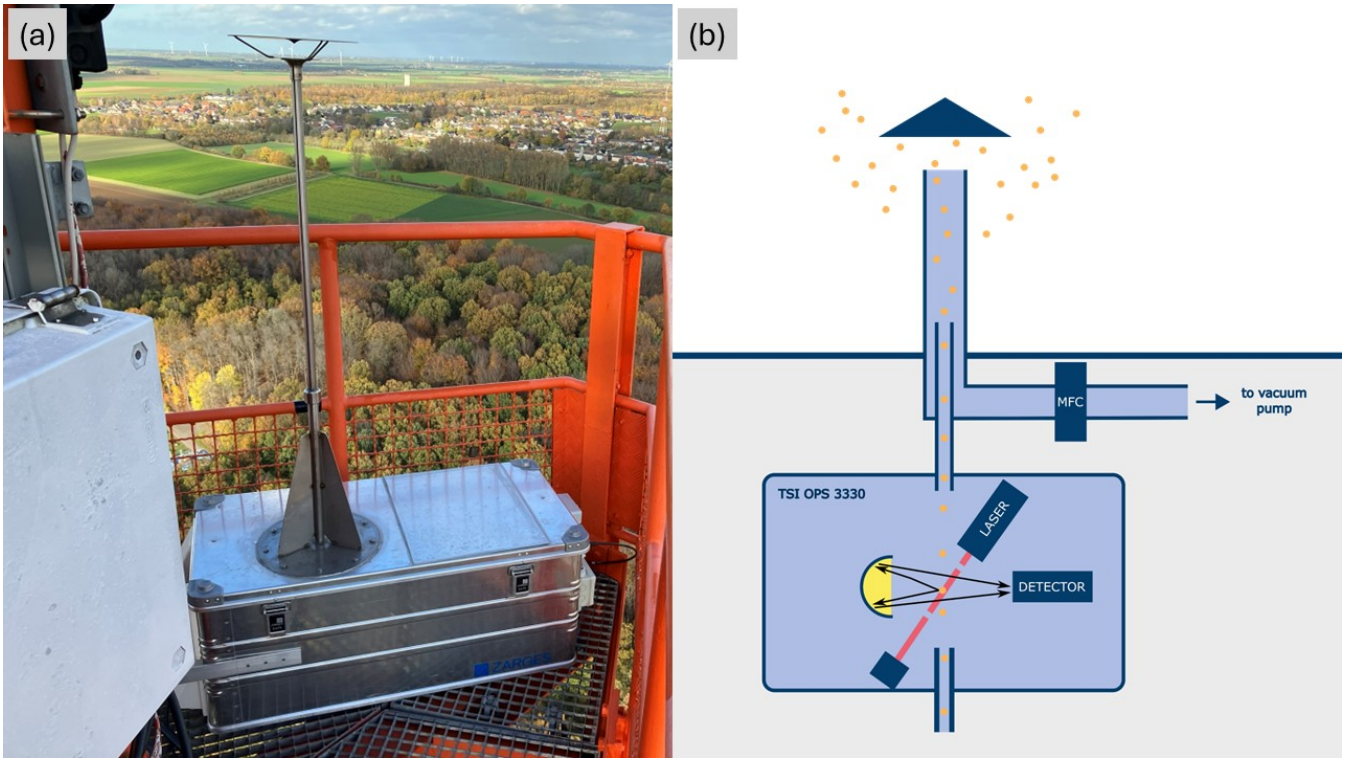 (a)
ZARGES
(b)
MFC
to vacuum
pump
TSI OPS 3330
LASER
DETECTOR